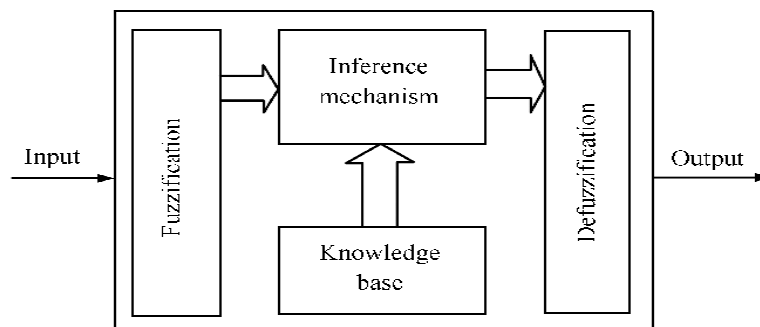 Input
Fuzzification
Inference
mechanism
Knowledge
base
Defuzzification
Output